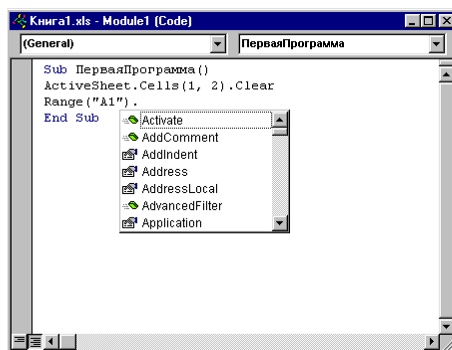 Книга1.xls - Module1 (Code)
(General) ПерваяПрограмма
Sub ПерваяПрограмма()
ActiveSheet.Cells(1, 2).Clear
Range("A1").
End Sub
Activate
AddComment
AddIndent
Address
AddressLocal
AdvancedFilter
Application